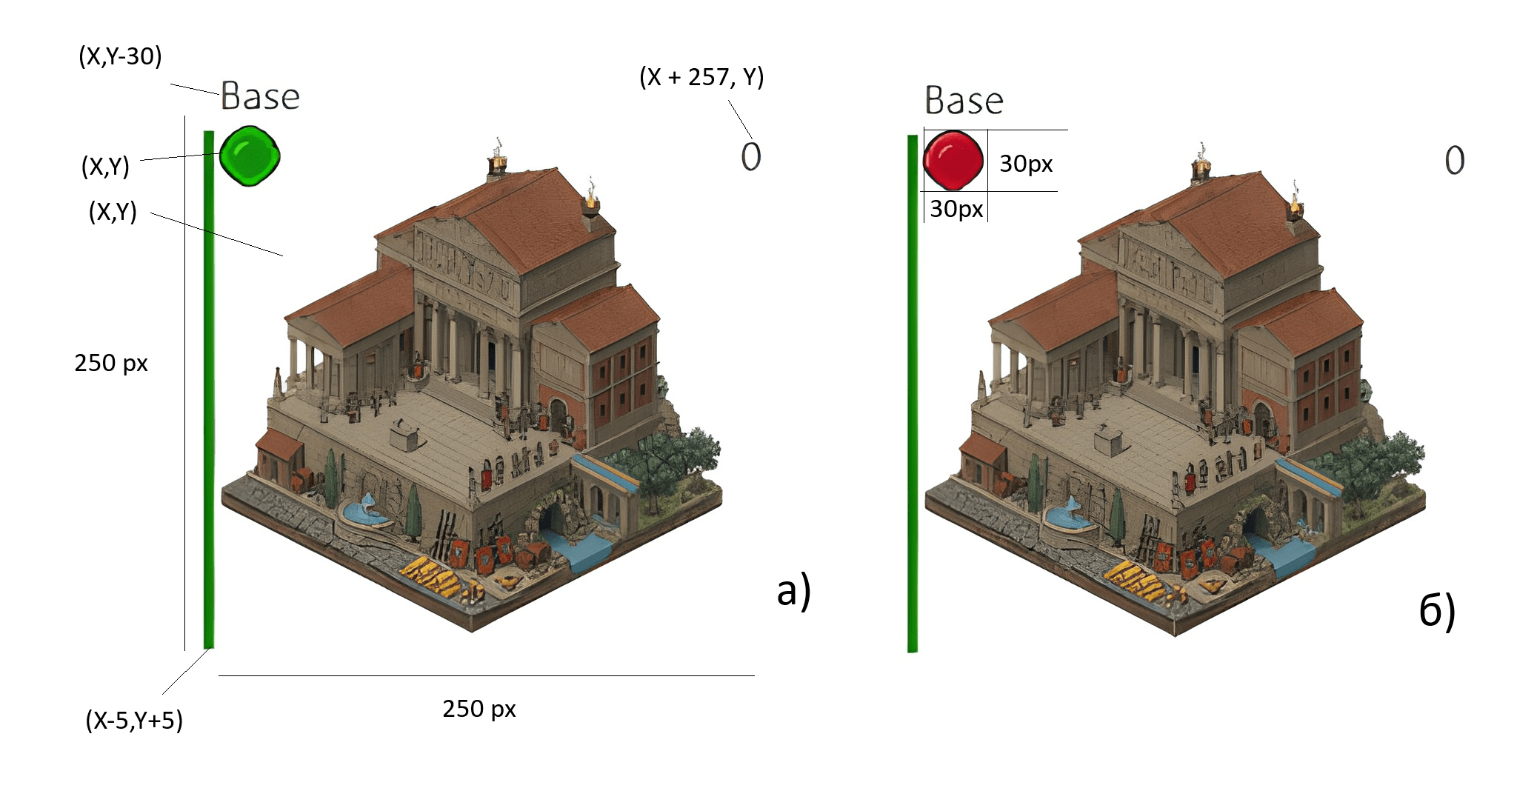 (X,Y-30)
Base
(X + 257, Y)
0
(X,Y)
(X,Y)
250 px
250 px
(X-5,Y+5)
а)
Base
30px
30px
0
б)